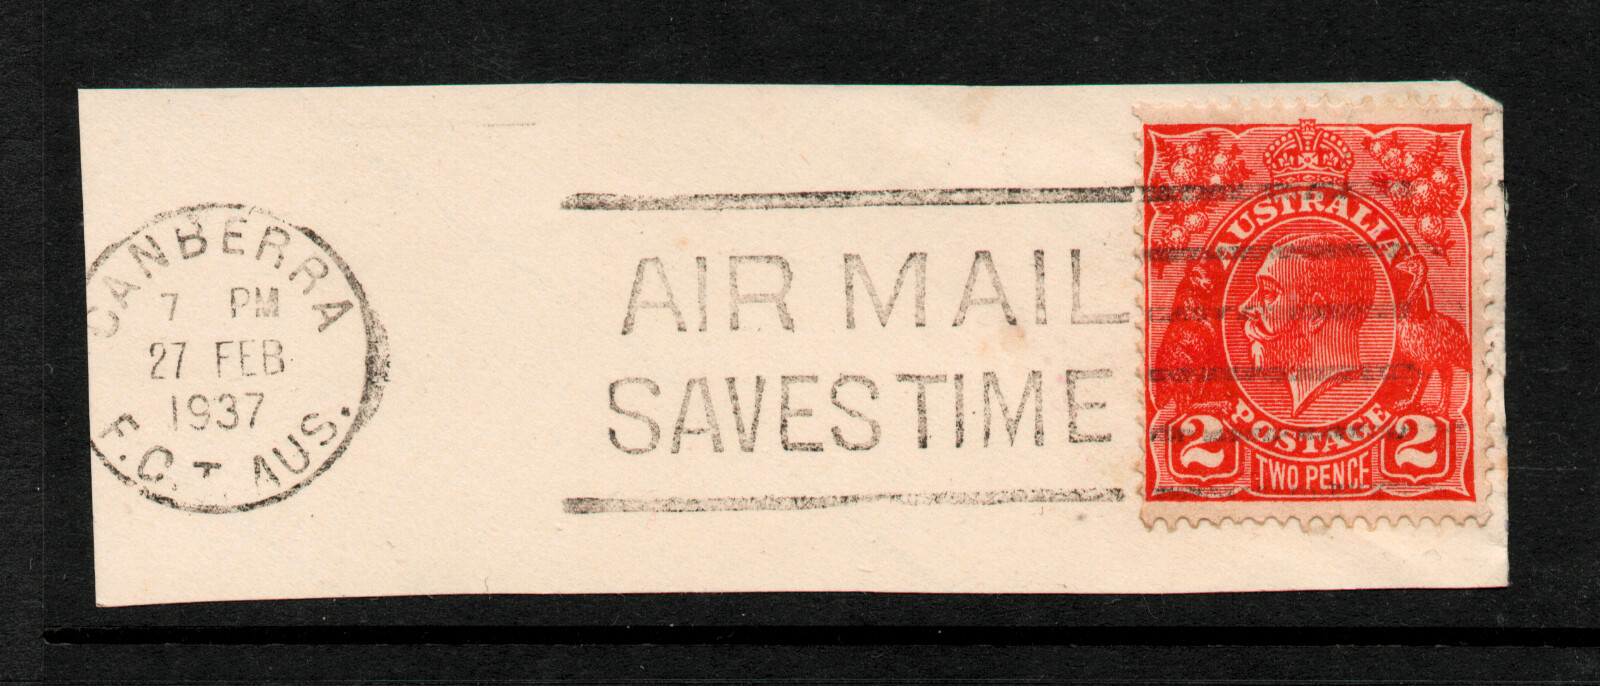 CANBERRA
7 PM
27 FEB
1937
F.C.T AUS.
AIR MAIL
SAVES TIME
AUSTRALIA
POSTAGE
2 2
TWO PENCE